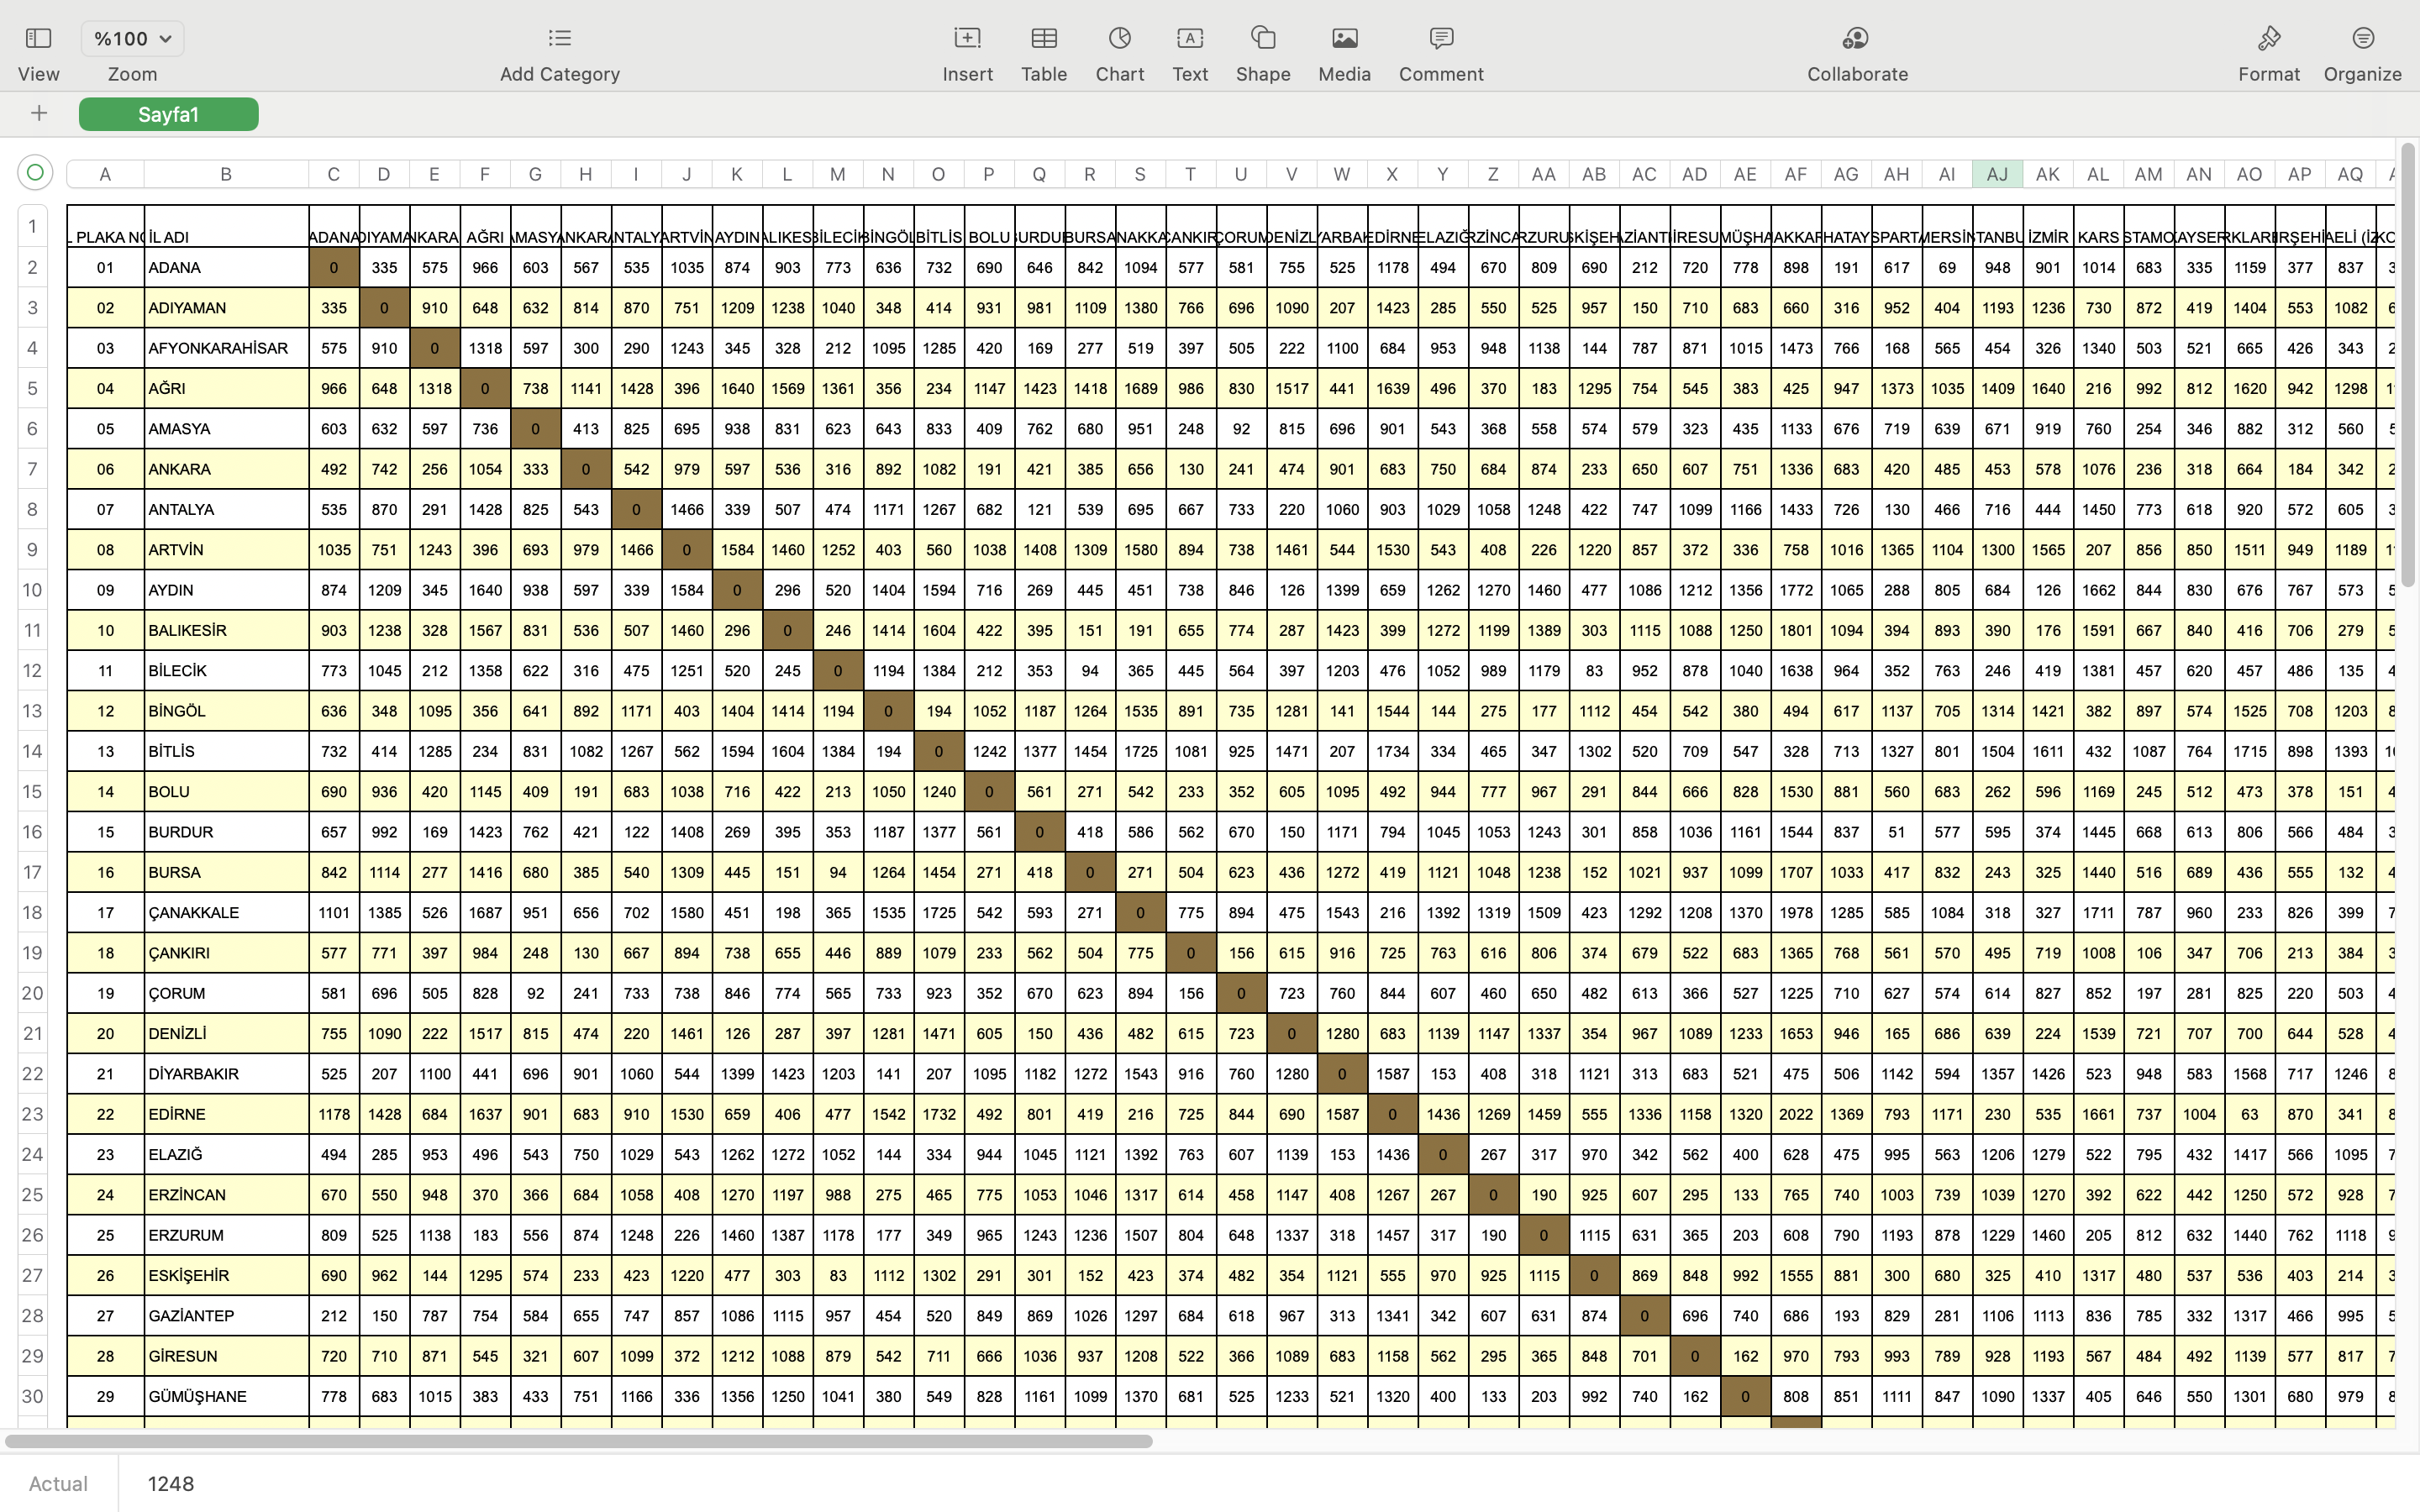 %100
View Zoom Add Category Insert Table Chart Text Shape Media Comment Collaborate Format Organize
+ Sayfa1
A B C D E F G H I J K L M N O P Q R S T U V W X Y Z AA AB AC AD AE AF AG AH AI AJ AK AL AM AN AO AP AQ
1 PLAKA İL ADI ADANA NKARA AĞRI MASYA NKARA NTALYA ARTVİN AYDIN ALIKES BİLECİK BİNGÖL BİTLİS BOLU URDU BURSA NAKKA ÇANKIR ÇORUM DENİZL YARBAK EDİRNE ELAZIĞ RZİNCA RZURU SKİŞEH AZİANT İRESU MÜŞHA AKKAR HATAY SPARTA MERSİN STANBU İZMİR KARS STAMO AYSER RKLARE RŞEHİ AELİ (İZ KO
2 01 ADANA 0 335 575 966 603 567 535 1035 874 903 773 636 732 690 646 842 1094 577 581 755 525 1178 494 670 809 690 212 720 778 898 191 617 69 948 901 1014 683 335 1159 377 837
3 02 ADIYAMAN 335 0 910 648 632 814 870 751 1209 1238 1040 348 414 931 981 1109 1380 766 696 1090 207 1423 285 550 525 957 150 710 683 660 316 952 404 1193 1236 730 872 419 1404 553 1082
4 03 AFYONKARAHİSAR 575 910 0 1318 597 300 290 1243 345 328 212 1095 1285 420 169 277 519 397 505 222 1100 684 953 948 1138 144 787 871 1015 1473 766 168 565 454 326 1340 503 521 665 426 343
5 04 AĞRI 966 648 1318 0 738 1141 1428 396 1640 1569 1361 356 234 1147 1423 1418 1689 986 830 1517 441 1639 496 370 183 1295 754 545 383 425 947 1373 1035 1409 1640 216 992 812 1620 942 1298
6 05 AMASYA 603 632 597 736 0 413 825 695 938 831 623 643 833 409 762 680 951 248 92 815 696 901 543 368 558 574 579 323 435 1133 676 719 639 671 919 760 254 346 882 312 560
7 06 ANKARA 492 742 256 1054 333 0 542 979 597 536 316 892 1082 191 421 385 656 130 241 474 901 683 750 684 874 233 650 607 751 1336 683 420 485 453 578 1076 236 318 664 184 342
8 07 ANTALYA 535 870 291 1428 825 543 0 1466 339 507 474 1171 1267 682 121 539 695 667 733 220 1060 903 1029 1058 1248 422 747 1099 1166 1433 726 130 466 716 444 1450 773 618 920 572 605
9 08 ARTVİN 1035 751 1243 396 693 979 1466 0 1584 1460 1252 403 560 1038 1408 1309 1580 894 738 1461 544 1530 543 408 226 1220 857 372 336 758 1016 1365 1104 1300 1565 207 856 850 1511 949 1189
10 09 AYDIN 874 1209 345 1640 938 597 339 1584 0 296 520 1404 1594 716 269 445 451 738 846 126 1399 659 1262 1270 1460 477 1086 1212 1356 1772 1065 288 805 684 126 1662 844 830 676 767 573
11 10 BALIKESİR 903 1238 328 1567 831 536 507 1460 296 0 246 1414 1604 422 395 151 191 655 774 287 1423 399 1272 1199 1389 303 1115 1088 1250 1801 1094 394 893 390 176 1591 667 840 416 706 279
12 11 BİLECİK 773 1045 212 1358 622 316 475 1251 520 245 0 1194 1384 212 353 94 365 445 564 397 1203 476 1052 989 1179 83 952 878 1040 1638 964 352 763 246 419 1381 457 620 457 486 135
13 12 BİNGÖL 636 348 1095 356 641 892 1171 403 1404 1414 1194 0 194 1052 1187 1264 1535 891 735 1281 141 1544 144 275 177 1112 454 542 380 494 617 1137 705 1314 1421 382 897 574 1525 708 1203
14 13 BİTLİS 732 414 1285 234 831 1082 1267 562 1594 1604 1384 194 0 1242 1377 1454 1725 1081 925 1471 207 1734 334 465 347 1302 520 709 547 328 713 1327 801 1504 1611 432 1087 764 1715 898 1393
15 14 BOLU 690 936 420 1145 409 191 683 1038 716 422 213 1050 1240 0 561 271 542 233 352 605 1095 492 944 777 967 291 844 666 828 1530 881 560 683 262 596 1169 245 512 473 378 151
16 15 BURDUR 657 992 169 1423 762 421 122 1408 269 395 353 1187 1377 561 0 418 586 562 670 150 1171 794 1045 1053 1243 301 858 1036 1161 1544 837 51 577 595 374 1445 668 613 806 566 484
17 16 BURSA 842 1114 277 1416 680 385 540 1309 445 151 94 1264 1454 271 418 0 271 504 623 436 1272 419 1121 1048 1238 152 1021 937 1099 1707 1033 417 832 243 325 1440 516 689 436 555 132
18 17 ÇANAKKALE 1101 1385 526 1687 951 656 702 1580 451 198 365 1535 1725 542 593 271 0 775 894 475 1543 216 1392 1319 1509 423 1292 1208 1370 1978 1285 585 1084 318 327 1711 787 960 233 826 399
19 18 ÇANKIRI 577 771 397 984 248 130 667 894 738 655 446 889 1079 233 562 504 775 0 156 615 916 725 763 616 806 374 679 522 683 1365 768 561 570 495 719 1008 106 347 706 213 384
20 19 ÇORUM 581 696 505 828 92 241 733 738 846 774 565 733 923 352 670 623 894 156 0 723 760 844 607 460 650 482 613 366 527 1225 710 627 574 614 827 852 197 281 825 220 503
21 20 DENİZLİ 755 1090 222 1517 815 474 220 1461 126 287 397 1281 1471 605 150 436 482 615 723 0 1280 683 1139 1147 1337 354 967 1089 1233 1653 946 165 686 639 224 1539 721 707 700 644 528
22 21 DİYARBAKIR 525 207 1100 441 696 901 1060 544 1399 1423 1203 141 207 1095 1182 1272 1543 916 760 1280 0 1587 153 408 318 1121 313 683 521 475 506 1142 594 1357 1426 523 948 583 1568 717 1246
23 22 EDİRNE 1178 1428 684 1637 901 683 910 1530 659 406 477 1542 1732 492 801 419 216 725 844 690 1587 0 1436 1269 1459 555 1336 1158 1320 2022 1369 793 1171 230 535 1661 737 1004 63 870 341
24 23 ELAZIĞ 494 285 953 496 543 750 1029 543 1262 1272 1052 144 334 944 1045 1121 1392 763 607 1139 153 1436 0 267 317 970 342 562 400 628 475 995 563 1206 1279 522 795 432 1417 566 1095
25 24 ERZİNCAN 670 550 948 370 366 684 1058 408 1270 1197 988 275 465 775 1053 1046 1317 614 458 1147 408 1267 267 0 190 925 607 295 133 765 740 1003 739 1039 1270 392 622 442 1250 572 928
26 25 ERZURUM 809 525 1138 183 556 874 1248 226 1460 1387 1178 177 349 965 1243 1236 1507 804 648 1337 318 1457 317 190 0 1115 631 365 203 608 790 1193 878 1229 1460 205 812 632 1440 762 1118
27 26 ESKİŞEHİR 690 962 144 1295 574 233 423 1220 477 303 83 1112 1302 291 301 152 423 374 482 354 1121 555 970 925 1115 0 869 848 992 1555 881 300 680 325 410 1317 480 537 536 403 214
28 27 GAZİANTEP 212 150 787 754 584 655 747 857 1086 1115 957 454 520 849 869 1026 1297 684 618 967 313 1341 342 607 631 874 0 696 740 686 193 829 281 1106 1113 836 785 332 1317 466 995
29 28 GİRESUN 720 710 871 545 321 607 1099 372 1212 1088 879 542 711 666 1036 937 1208 522 366 1089 683 1158 562 295 365 848 701 0 162 970 793 993 789 928 1193 567 484 492 1139 577 817
30 29 GÜMÜŞHANE 778 683 1015 383 433 751 1166 336 1356 1250 1041 380 549 828 1161 1099 1370 681 525 1233 521 1320 400 133 203 992 740 162 0 808 851 1111 847 1090 1337 405 646 550 1301 680 979
Actual 1248